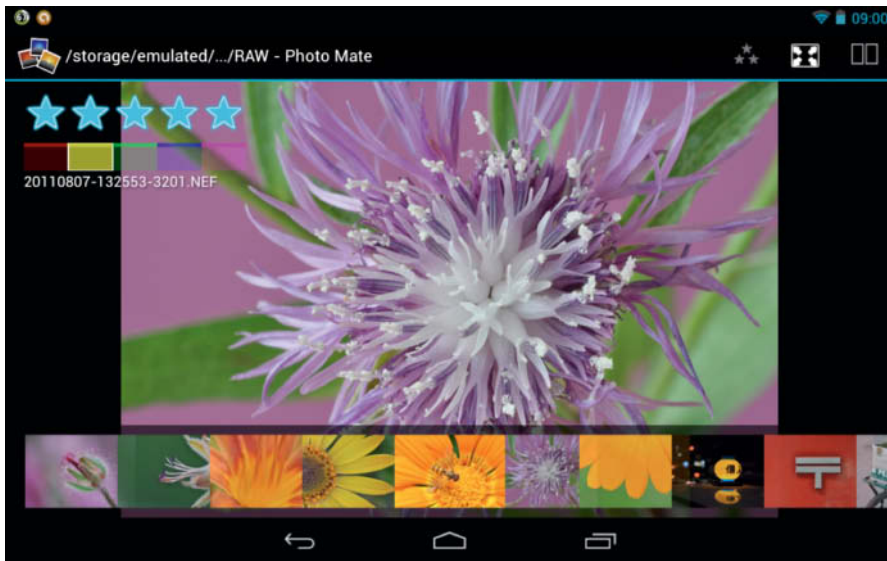 09:00
/storage/emulated/.../RAW - Photo Mate
20110807-132553-3201.NEF